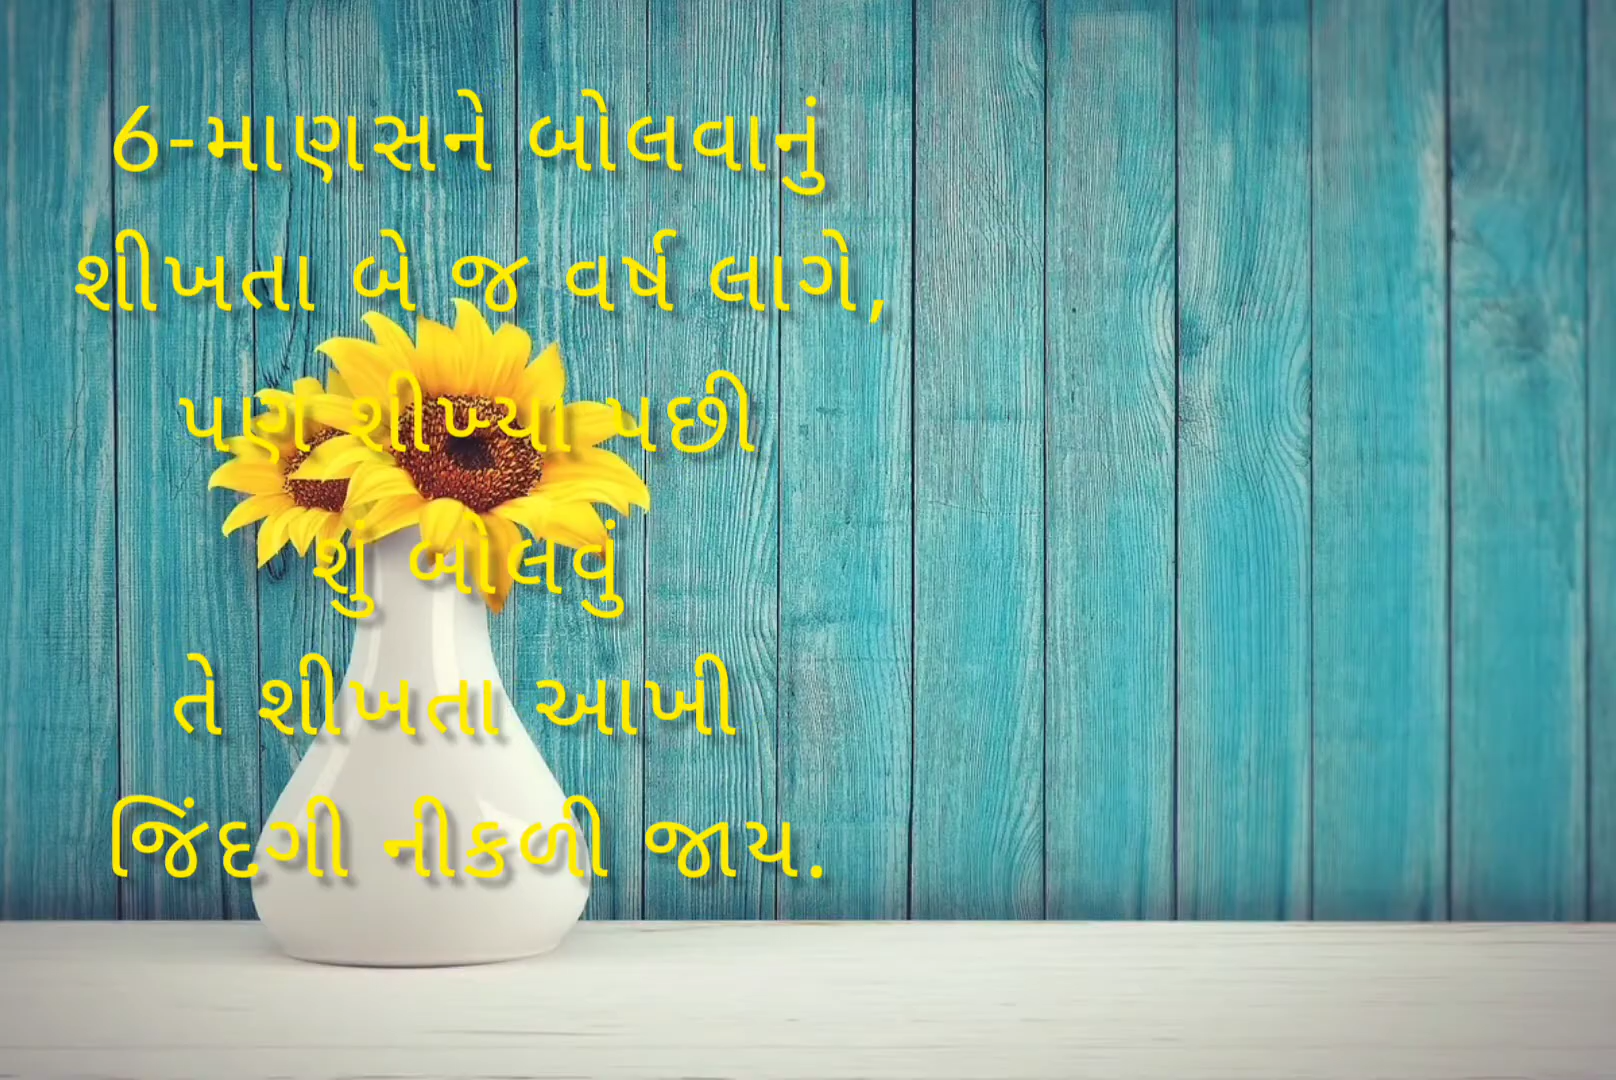 6-માણસને બોલવાનું
શીખતા બે જ વર્ષ લાગે,
પણ શીખ્યા પછી
શું બોલવું
તે શીખતા આખી
જિંદગી નીકળી જાય.